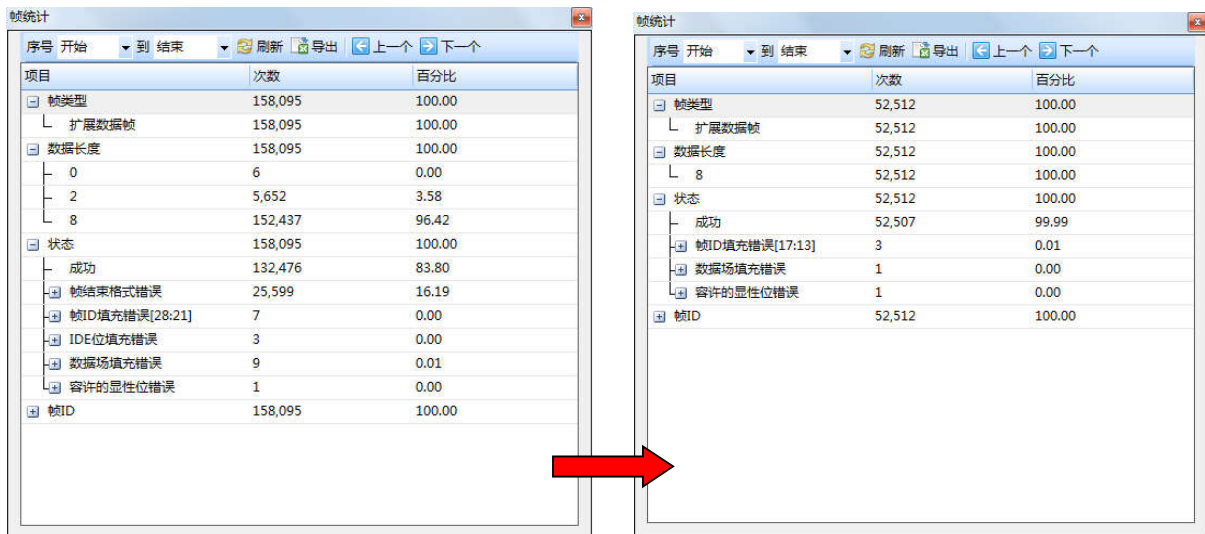 帧统计
序号 开始 到 结束 刷新 导出 上一个 下一个
项目 次数 百分比
帧类型 158,095 100.00
扩展数据帧 158,095 100.00
数据长度 158,095 100.00
0 6 0.00
2 5,652 3.58
8 152,437 96.42
状态 158,095 100.00
成功 132,476 83.80
帧结束格式错误 25,599 16.19
帧ID填充错误[28:21] 7 0.00
IDE位填充错误 3 0.00
数据场填充错误 9 0.01
容许的显性位错误 1 0.00
帧ID 158,095 100.00
帧统计
序号 开始 到 结束 刷新 导出 上一个 下一个
项目 次数 百分比
帧类型 52,512 100.00
扩展数据帧 52,512 100.00
数据长度 52,512 100.00
8 52,512 100.00
状态 52,512 100.00
成功 52,507 99.99
帧ID填充错误[17:13] 3 0.01
数据场填充错误 1 0.00
容许的显性位错误 1 0.00
帧ID 52,512 100.00